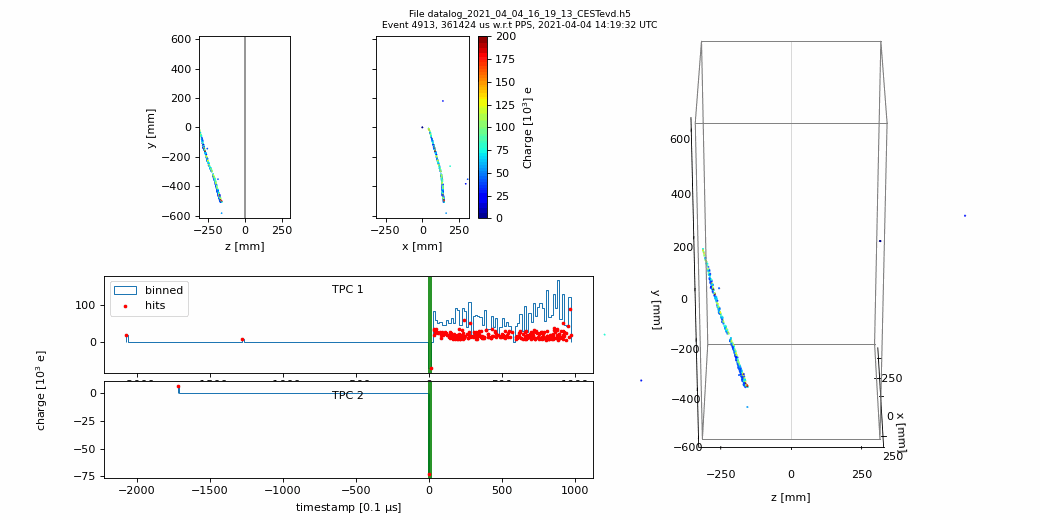 File datalog_2021_04_04_16_19_13_CESTevd.h5
Event 4913, 361424 us w.r.t PPS, 2021-04-04 14:19:32 UTC
600
400
200
0
−200
−400
−600
y [mm]
−250 0 250
z [mm]
−250 0 250
x [mm]
200
175
150
125
100
75
50
25
0
Charge [10³] e
600
400
200
0
−200
−400
−600
y [mm]
−250 0 250
z [mm]
−250
0
250
x [mm]
TPC 1
binned
hits
100
0
TPC 2
0
−25
−50
−75
charge [10³ e]
−2000 −1500 −1000 −500 0 500 1000
timestamp [0.1 μs]